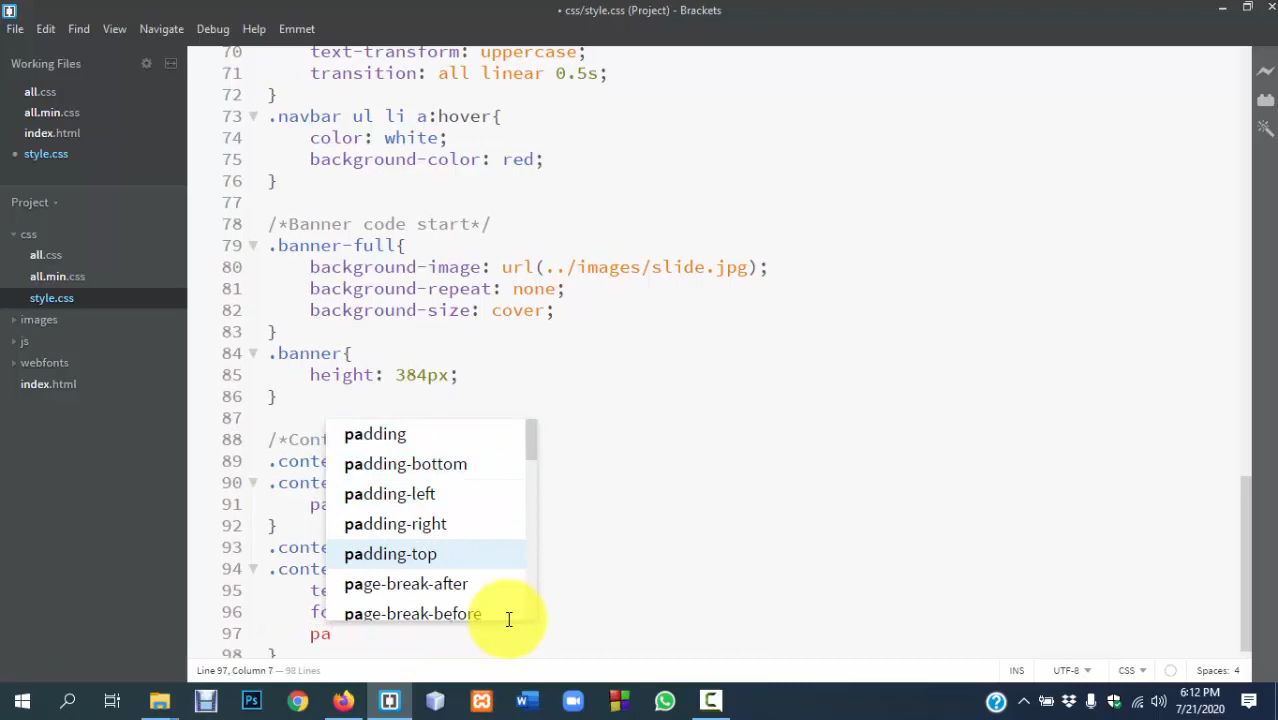 • css/style.css (Project) - Brackets
File Edit Find View Navigate Debug Help Emmet
Working Files
all.css
all.min.css
index.html
• style.css
Project
css
all.css
all.min.css
style.css
images
js
webfonts
index.html
70 text-transform: uppercase;
71 transition: all linear 0.5s;
72 }
73 .navbar ul li a:hover{
74 color: white;
75 background-color: red;
76 }
77
78 /*Banner code start*/
79 .banner-full{
80 background-image: url(../images/slide.jpg);
81 background-repeat: none;
82 background-size: cover;
83 }
84 .banner{
85 height: 384px;
86 }
87
88 /*Cont
89 .conte
90 .conte
91 pa
92 }
93 .conte
94 .conte
95 te
96 fo
97 pa
98 }
padding
padding-bottom
padding-left
padding-right
padding-top
page-break-after
page-break-before
Line 97, Column 7 — 98 Lines
INS UTF-8 CSS Spaces: 4
6:12 PM
7/21/2020